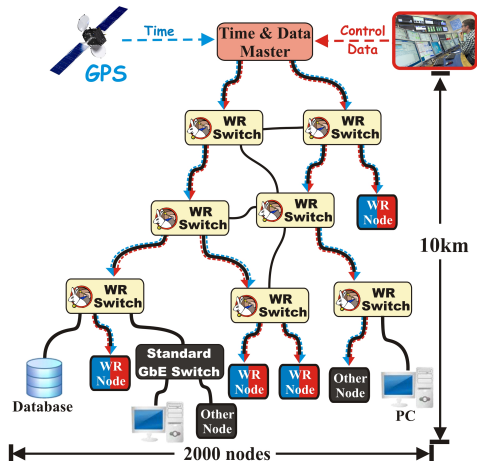 Time
GPS
Time & Data
Master
Control
Data
WR
Switch
WR
Switch
WR
Switch
WR
Switch
WR
Node
10km
WR
Switch
WR
Switch
WR
Switch
Database
WR
Node
Standard
GbE Switch
Other
Node
WR
Node
WR
Node
Other
Node
PC
2000 nodes